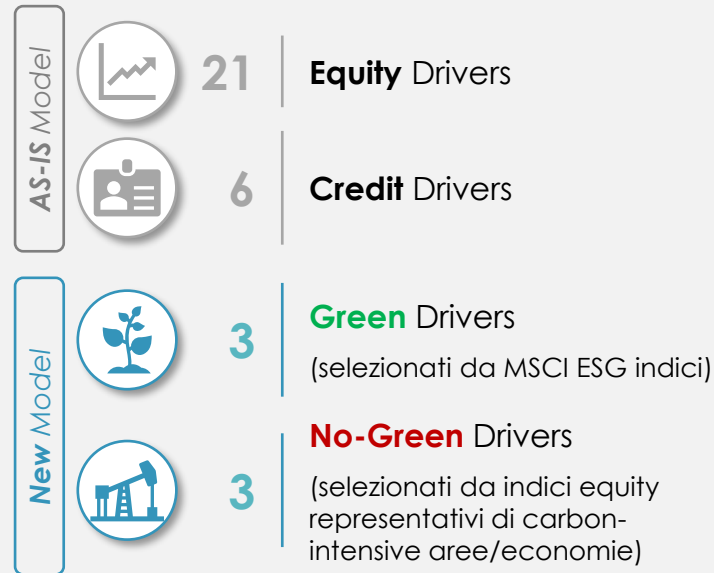 AS-IS Model
21
Equity Drivers
6
Credit Drivers
New Model
3
Green Drivers
(selezionati da MSCI ESG indici)
3
No-Green Drivers
(selezionati da indici equity
representativi di carbon-
intensive aree/economie)